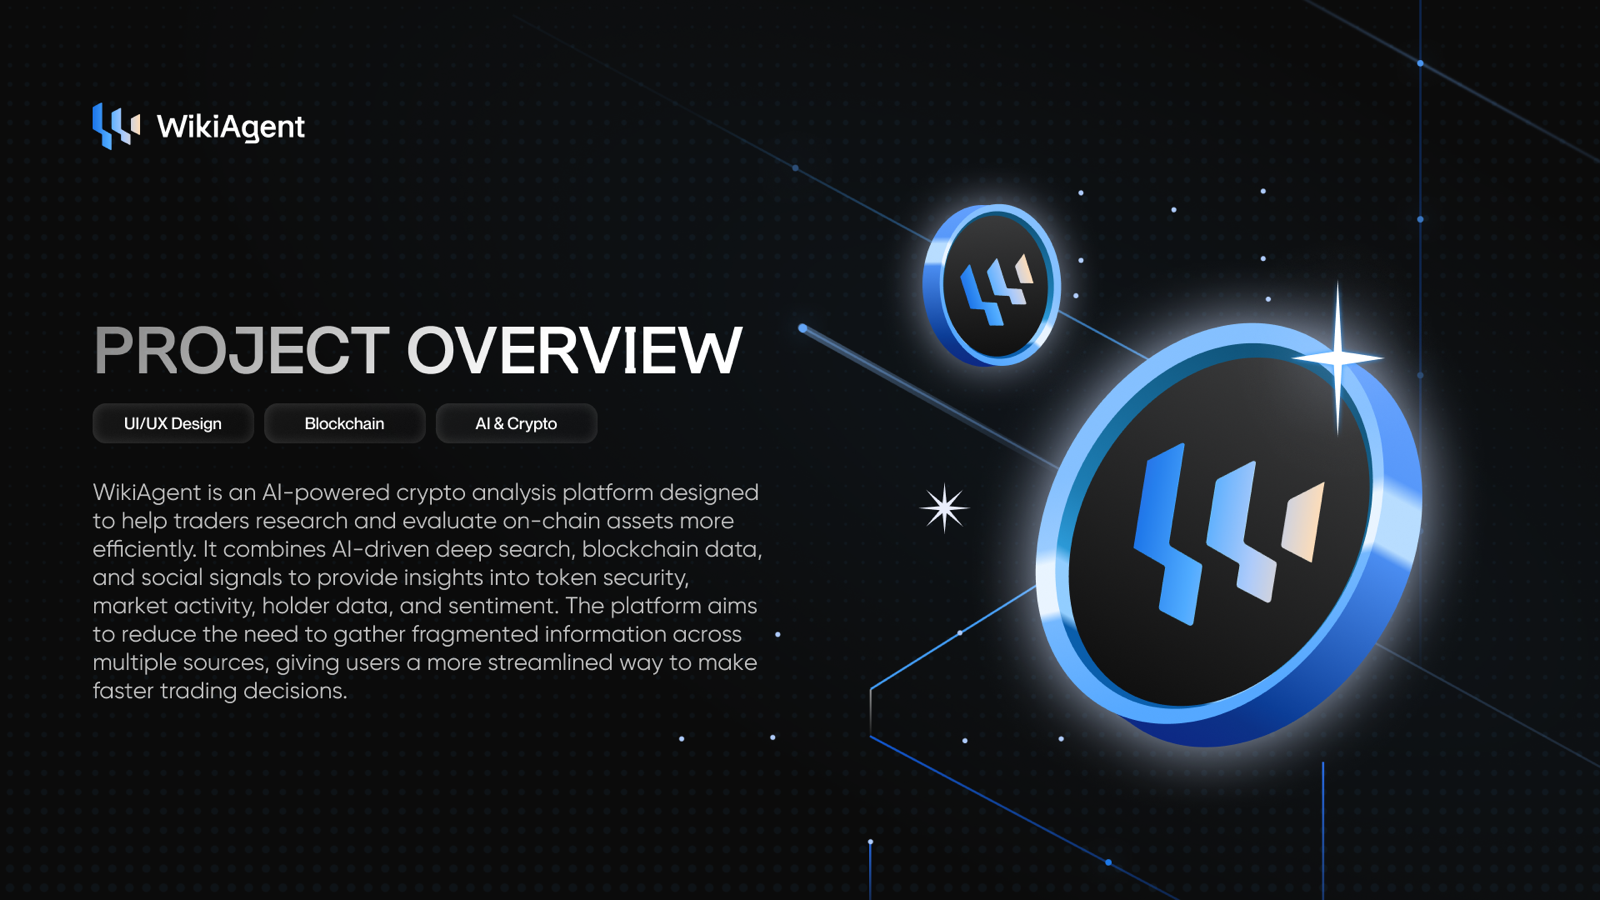 WikiAgent
PROJECT OVERVIEW
UI/UX Design
Blockchain
AI & Crypto
WikiAgent is an AI-powered crypto analysis platform designed
to help traders research and evaluate on-chain assets more
efficiently. It combines AI-driven deep search, blockchain data,
and social signals to provide insights into token security,
market activity, holder data, and sentiment. The platform aims
to reduce the need to gather fragmented information across
multiple sources, giving users a more streamlined way to make
faster trading decisions.